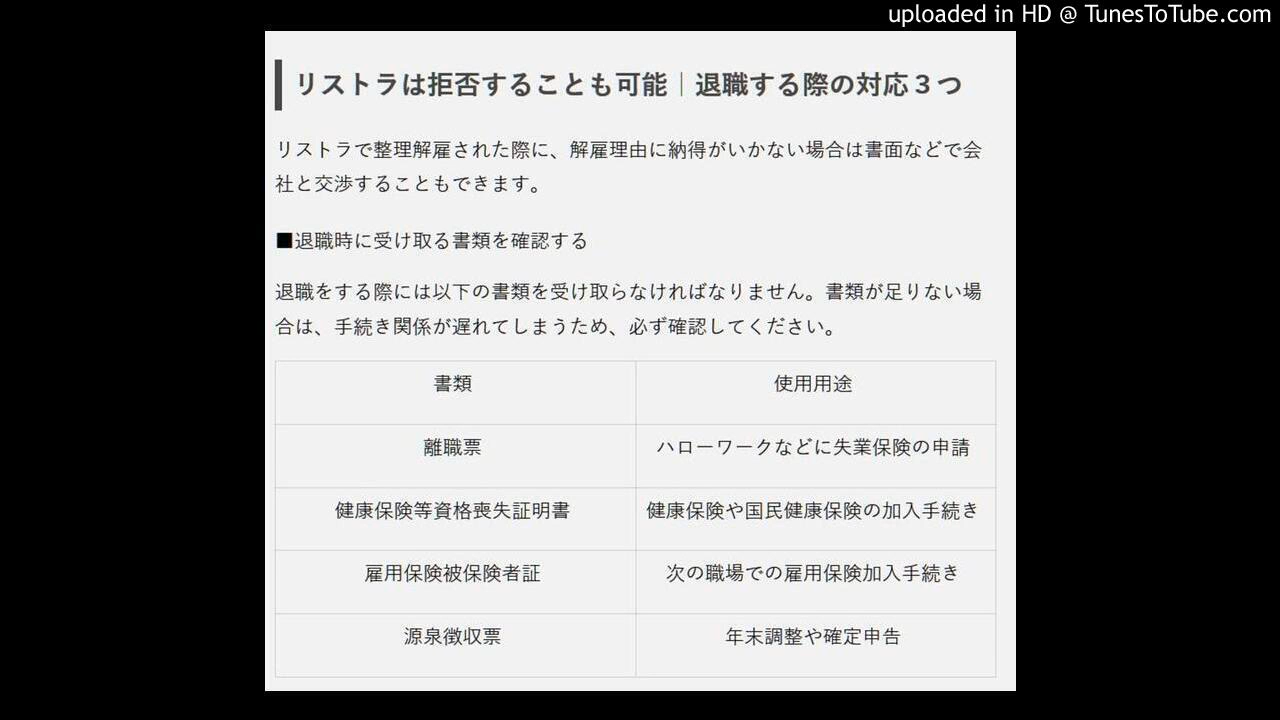 uploaded in HD @ TunesToTube.com
リストラは拒否することも可能｜退職する際の対応３つ
リストラで整理解雇された際に、解雇理由に納得がいかない場合は書面などで会
社と交渉することもできます。
■退職時に受け取る書類を確認する
退職をする際には以下の書類を受け取らなければなりません。書類が足りない場
合は、手続き関係が遅れてしまうため、必ず確認してください。
書類 使用用途
離職票 ハローワークなどに失業保険の申請
健康保険等資格喪失証明書 健康保険や国民健康保険の加入手続き
雇用保険被保険者証 次の職場での雇用保険加入手続き
源泉徴収票 年末調整や確定申告